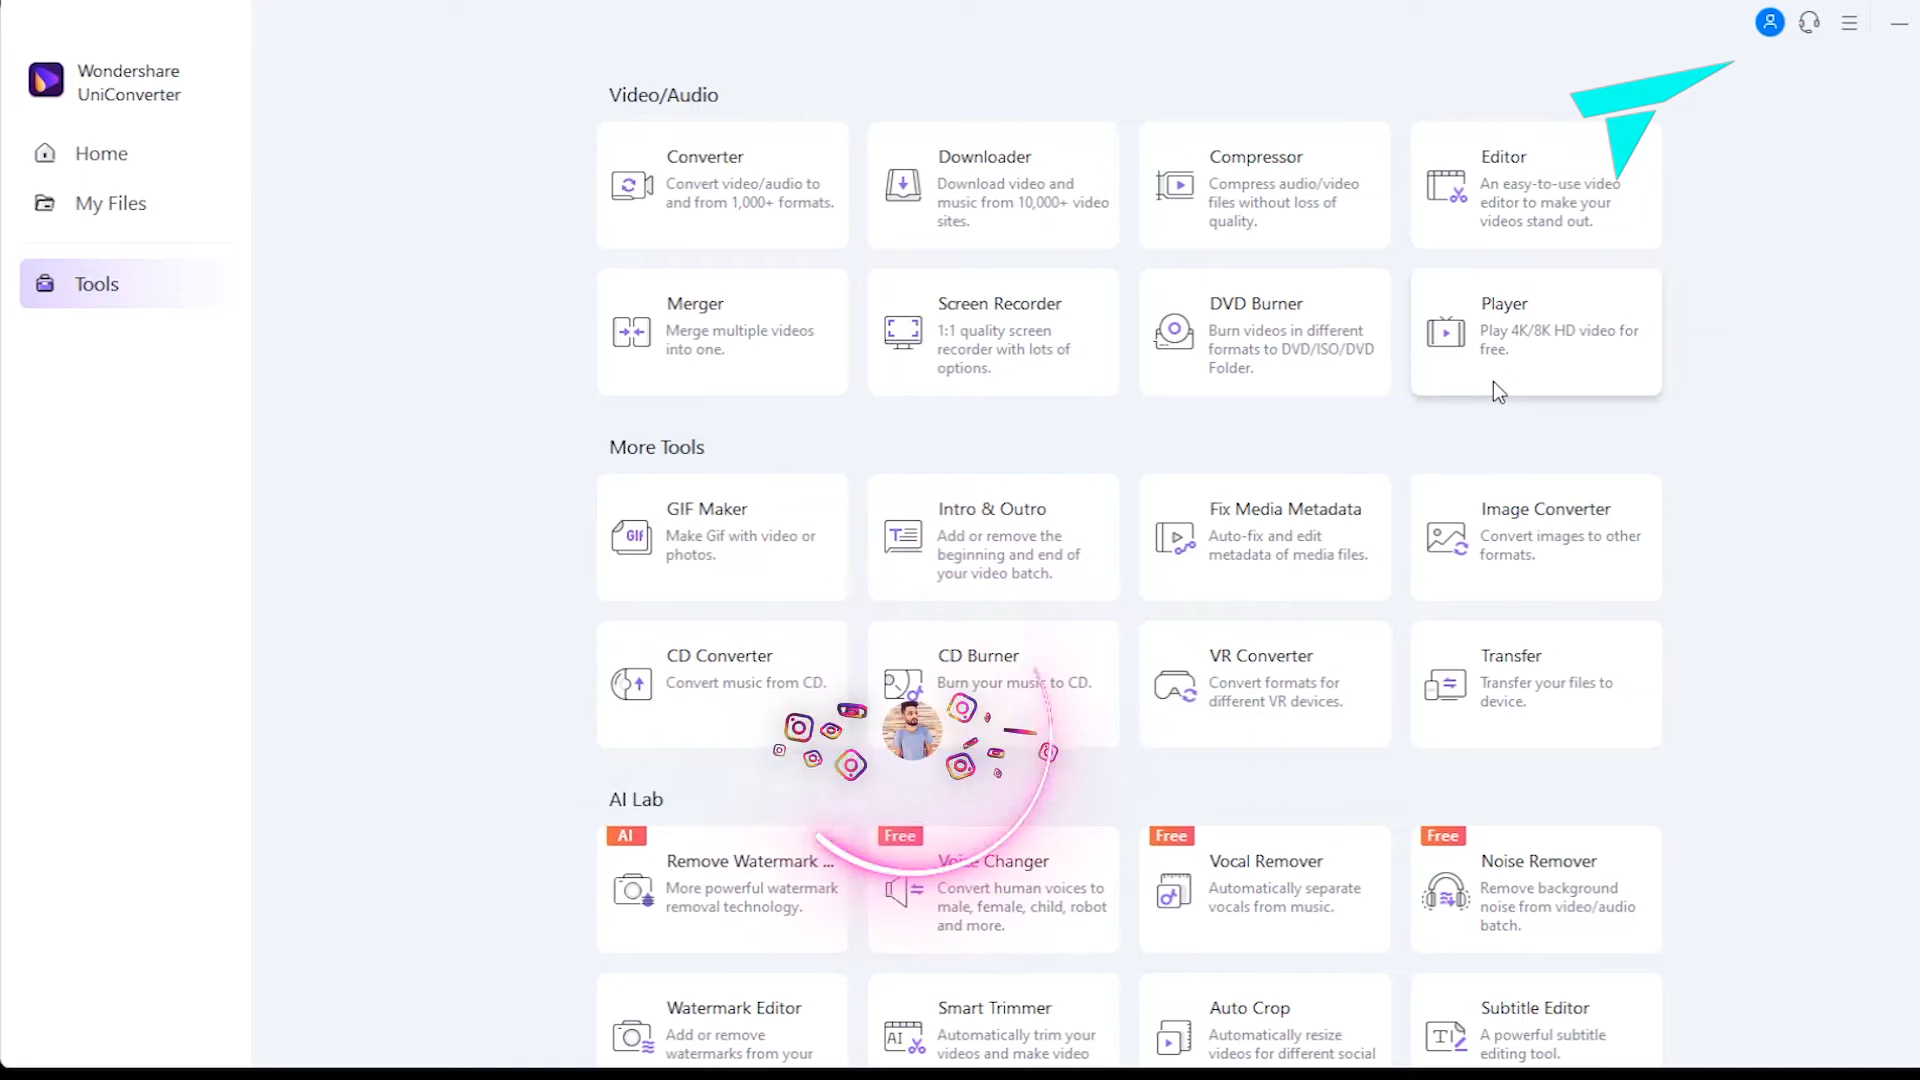 Wondershare
UniConverter
Home
My Files
Tools
Video/Audio
Converter
Convert video/audio to
and from 1,000+ formats.
Downloader
Download video and
music from 10,000+ video
sites.
Compressor
Compress audio/video
files without loss of
quality.
Editor
An easy-to-use video
editor to make your
videos stand out.
Merger
Merge multiple videos
into one.
Screen Recorder
1:1 quality screen
recorder with lots of
options.
DVD Burner
Burn videos in different
formats to DVD/ISO/DVD
Folder.
Player
Play 4K/8K HD video for
free.
More Tools
GIF Maker
GIF
Make Gif with video or
photos.
Intro & Outro
Add or remove the
beginning and end of
your video batch.
Fix Media Metadata
Auto-fix and edit
metadata of media files.
Image Converter
Convert images to other
formats.
CD Converter
Convert music from CD.
CD Burner
Burn your music to CD.
VR Converter
Convert formats for
different VR devices.
Transfer
Transfer your files to
device.
AI Lab
AI
Remove Watermark ...
More powerful watermark
removal technology.
Free
Voice Changer
Convert human voices to
male, female, child, robot
and more.
Free
Vocal Remover
Automatically separate
vocals from music.
Free
Noise Remover
Remove background
noise from video/audio
batch.
Watermark Editor
Add or remove
watermarks from your
Smart Trimmer
AI
Automatically trim your
videos and make video
Auto Crop
Automatically resize
videos for different social
Subtitle Editor
A powerful subtitle
editing tool.